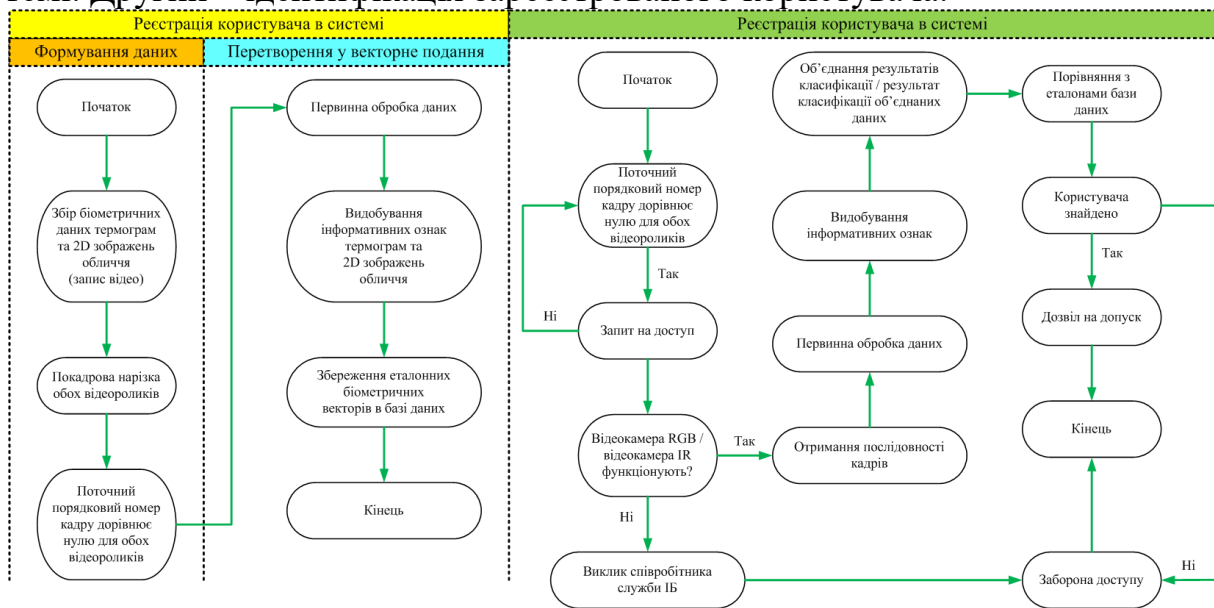 Реєстрація користувача в системі
Формування даних
Перетворення у векторне подання
Початок
Збір біометричних
даних термограм
та 2D зображень
обличчя
(запис відео)
Покадрова нарізка
обох відеороликів
Поточний
порядковий номер
кадру дорівнює
нулю для обох
відеороликів
Первинна обробка даних
Видобування
інформативних ознак
термограм та
2D зображень
обличчя
Збереження еталонних
біометричних
векторів в базі даних
Кінець
Реєстрація користувача в системі
Початок
Поточний
порядковий номер
кадру дорівнює
нулю для обох
відеороликів
Так
Ні
Запит на доступ
Відеокамера RGB /
відеокамера IR
функціонують?
Так
Ні
Виклик співробітника
служби ІБ
Об’єднання результатів
класифікації / результат
класифікації об’єднаних
даних
Видобування
інформативних ознак
Первинна обробка даних
Отримання послідовності
кадрів
Порівняння з
еталонами бази
даних
Користувача
знайдено
Так
Дозвіл на допуск
Кінець
Заборона доступу
Ні